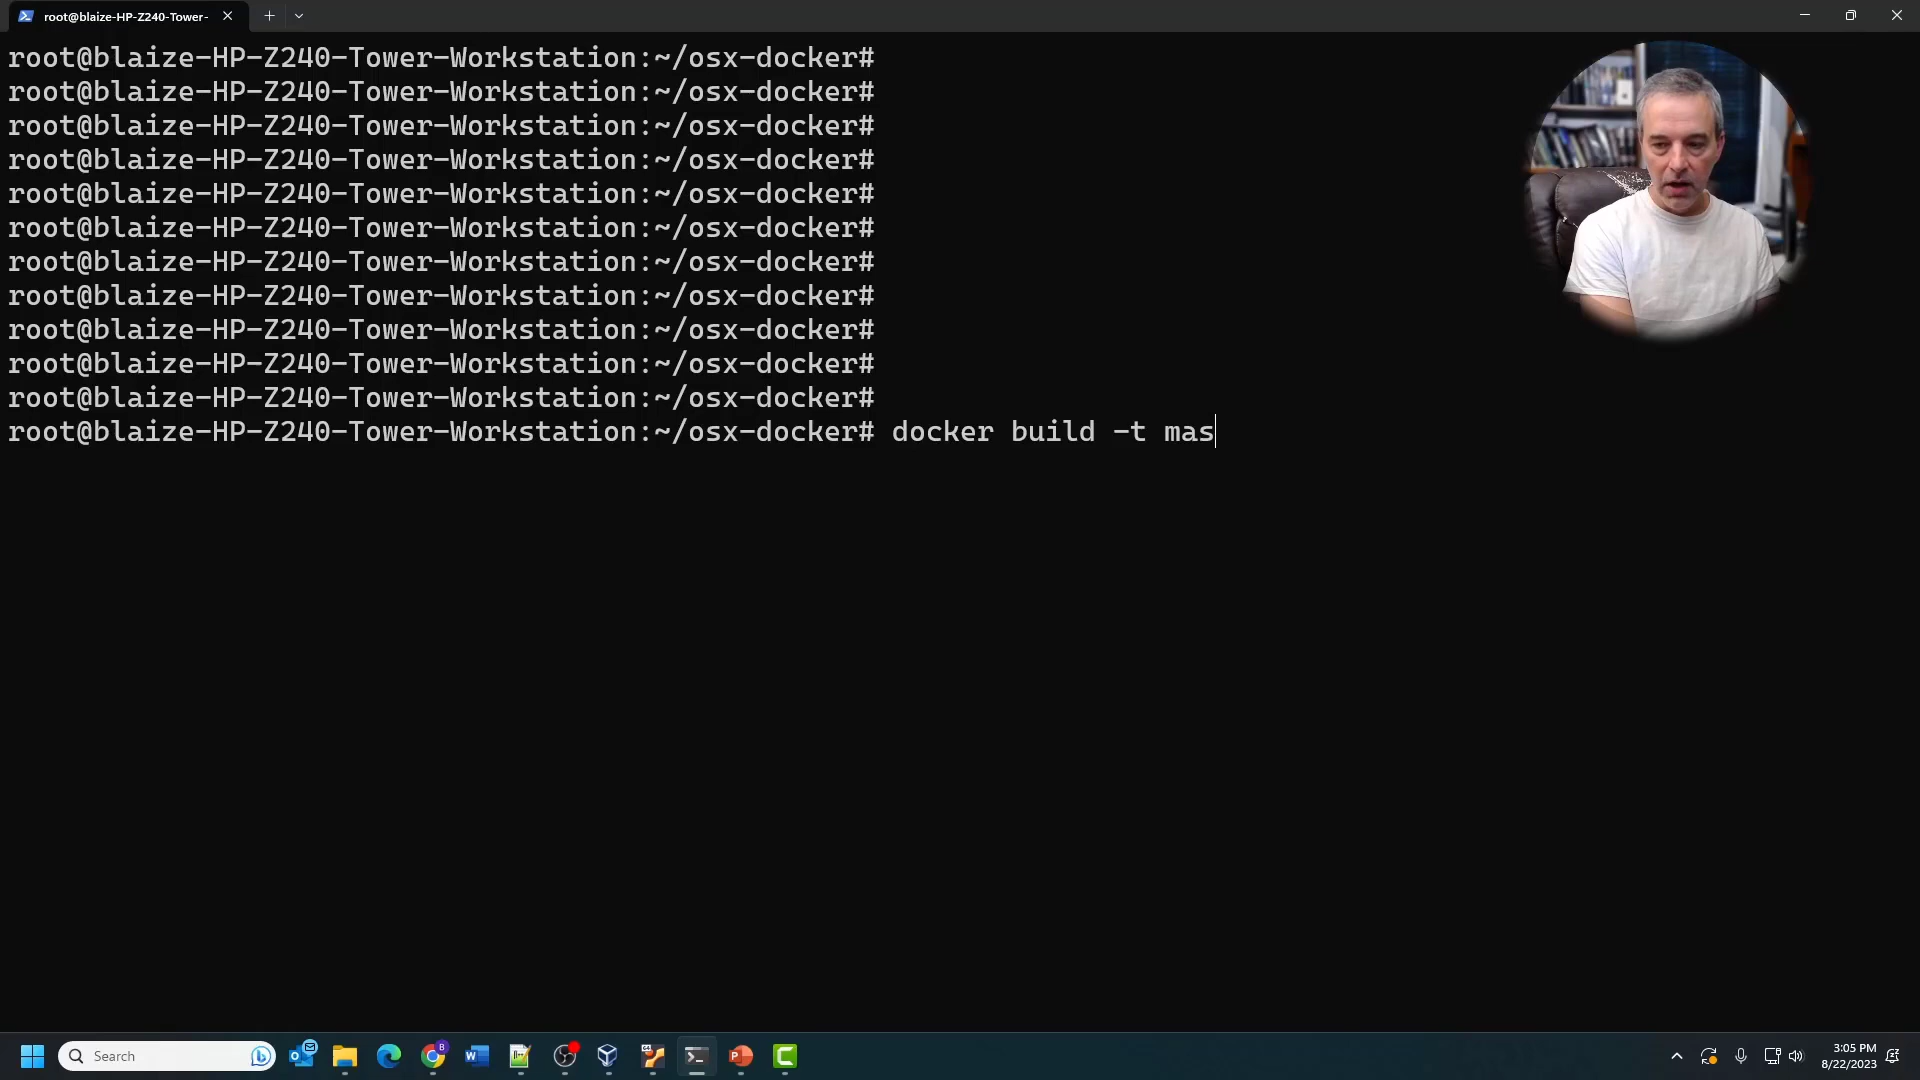 root@blaize-HP-Z240-Tower-
root@blaize-HP-Z240-Tower-Workstation:~/osx-docker#
root@blaize-HP-Z240-Tower-Workstation:~/osx-docker#
root@blaize-HP-Z240-Tower-Workstation:~/osx-docker#
root@blaize-HP-Z240-Tower-Workstation:~/osx-docker#
root@blaize-HP-Z240-Tower-Workstation:~/osx-docker#
root@blaize-HP-Z240-Tower-Workstation:~/osx-docker#
root@blaize-HP-Z240-Tower-Workstation:~/osx-docker#
root@blaize-HP-Z240-Tower-Workstation:~/osx-docker#
root@blaize-HP-Z240-Tower-Workstation:~/osx-docker#
root@blaize-HP-Z240-Tower-Workstation:~/osx-docker#
root@blaize-HP-Z240-Tower-Workstation:~/osx-docker#
root@blaize-HP-Z240-Tower-Workstation:~/osx-docker# docker build -t mas
Search
3:05 PM
8/22/2023